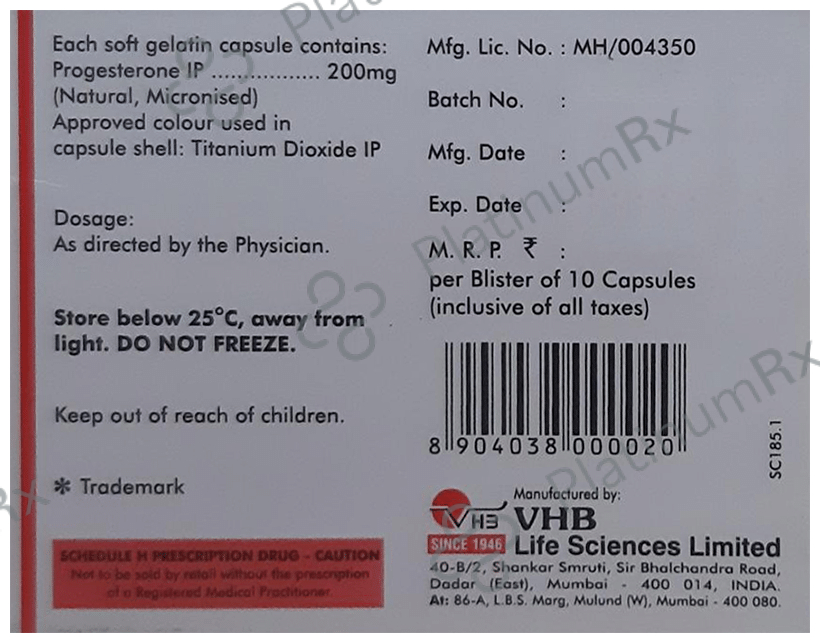 Each soft gelatin capsule contains:
Progesterone IP ................. 200mg
(Natural, Micronised)
Approved colour used in
capsule shell: Titanium Dioxide IP
Dosage:
As directed by the Physician.
Store below 25°C, away from
light. DO NOT FREEZE.
Keep out of reach of children.
* Trademark
SCHEDULE H PRESCRIPTION DRUG - CAUTION
Not to be sold by retail without the prescription
of a Registered Medical Practitioner.
Mfg. Lic. No. : MH/004350
Batch No. :
Mfg. Date :
Exp. Date :
M. R. P. ₹ :
per Blister of 10 Capsules
(inclusive of all taxes)
8 904038 000020
SC185.1
Manufactured by:
VHB
VHB
SINCE 1946
Life Sciences Limited
40-B/2, Shankar Smruti, Sir Bhalchandra Road,
Dadar (East), Mumbai - 400 014, INDIA.
At: 86-A, L.B.S. Marg, Mulund (W), Mumbai - 400 080.
PlatinumRx
PlatinumRx